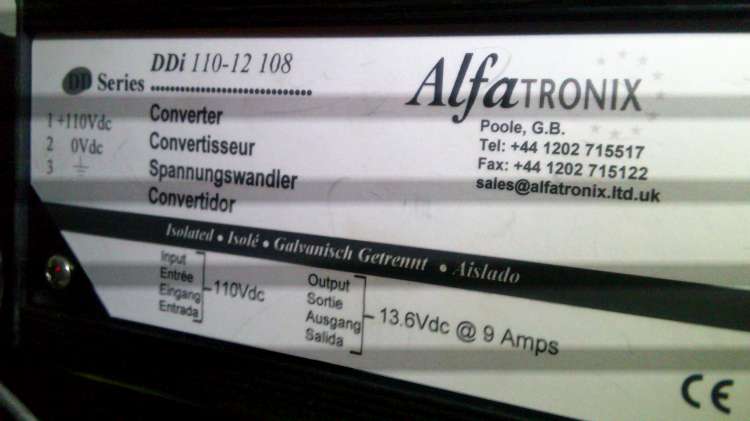 DD Series
DDi 110-12 108
1 +110Vdc
2 0Vdc
3
Converter
Convertisseur
Spannungswandler
Convertidor
AlfaTRONIX
Poole, G.B.
Tel: +44 1202 715517
Fax: +44 1202 715122
sales@alfatronix.ltd.uk
Isolated • Isolé • Galvanisch Getrennt • Aislado
Input
Entrée
Eingang
Entrada
110Vdc
Output
Sortie
Ausgang
Salida
13.6Vdc @ 9 Amps
CE